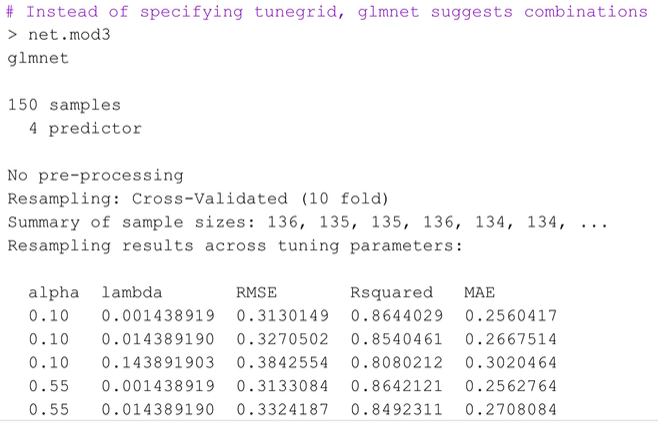 # Instead of specifying tunegrid, glmnet suggests combinations
> net.mod3
glmnet
150 samples
4 predictor
No pre-processing
Resampling: Cross-Validated (10 fold)
Summary of sample sizes: 136, 135, 135, 136, 134, 134, ...
Resampling results across tuning parameters:
alpha lambda RMSE Rsquared MAE
0.10 0.001438919 0.3130149 0.8644029 0.2560417
0.10 0.014389190 0.3270502 0.8540461 0.2667514
0.10 0.143891903 0.3842554 0.8080212 0.3020464
0.55 0.001438919 0.3133084 0.8642121 0.2562764
0.55 0.014389190 0.3324187 0.8492311 0.2708084